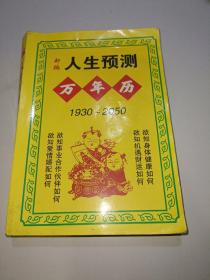 新编 人生预测
万年历
1930-2050
欲知身体健康如何
欲知机遇财运如何
欲知事业合作伙伴如何
欲知爱情婚配如何